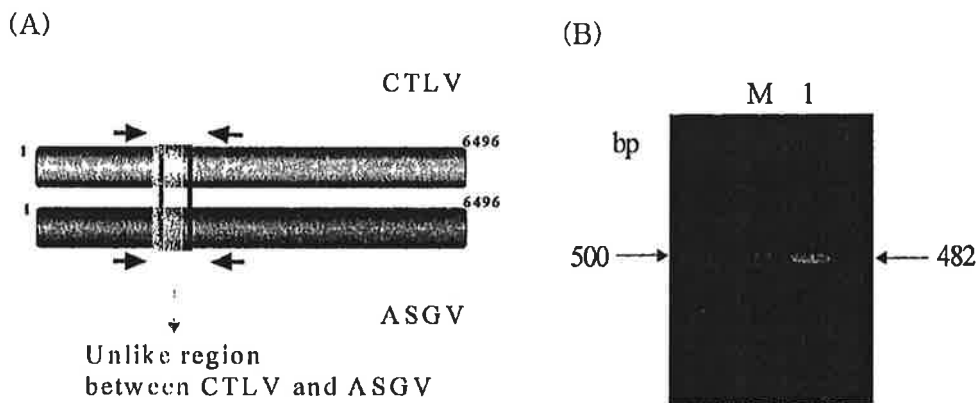 (A)
CTLV
1
6496
1
6496
ASGV
Unlike region
between CTLV and ASGV
(B)
M 1
bp
500
482